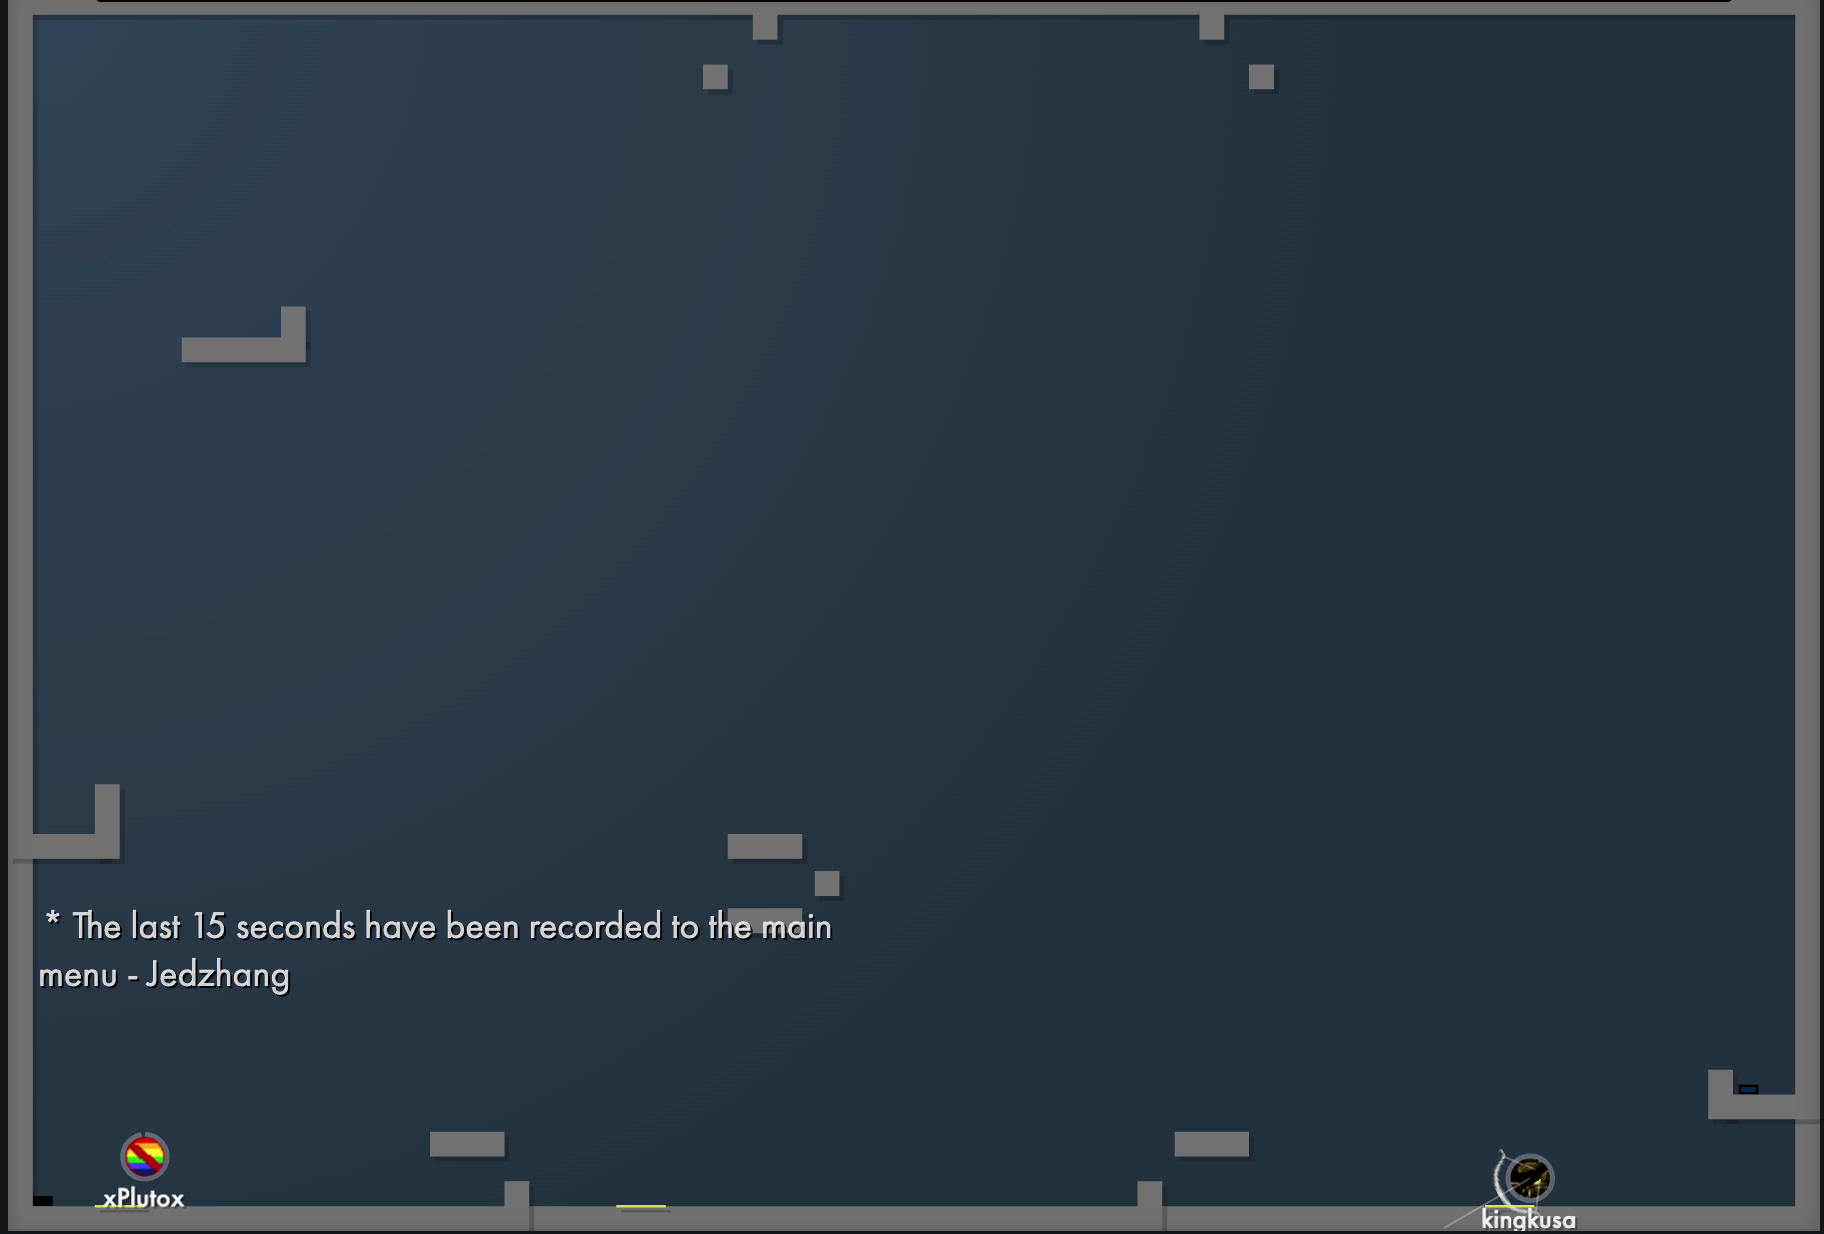 * The last 15 seconds have been recorded to the main
menu - Jedzhang
xPlutox
kingkusa